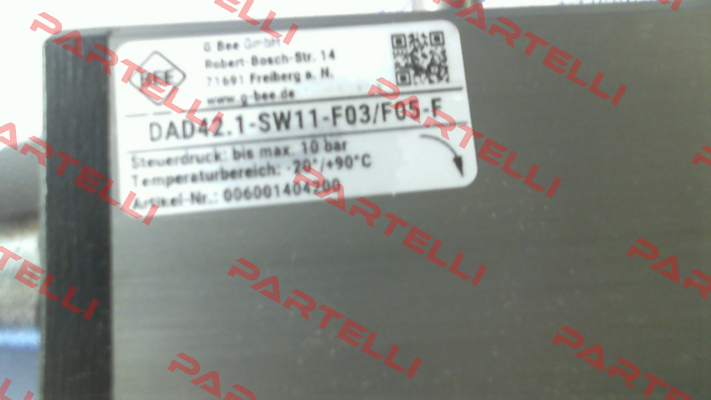 BEE
G. Bee GmbH
Robert-Bosch-Str. 14
71691 Freiberg a. N.
www.g-bee.de
DAD42.1-SW11-F03/F05-F
Steuerdruck: bis max. 10 bar
Temperaturbereich: -20°/+90°C
Artikel-Nr.: 006001404200
PARTELLI
PARTELLI
PARTELLI
PARTELLI
PARTELLI
PARTELLI
PARTELLI
PARTELLI
PARTELLI